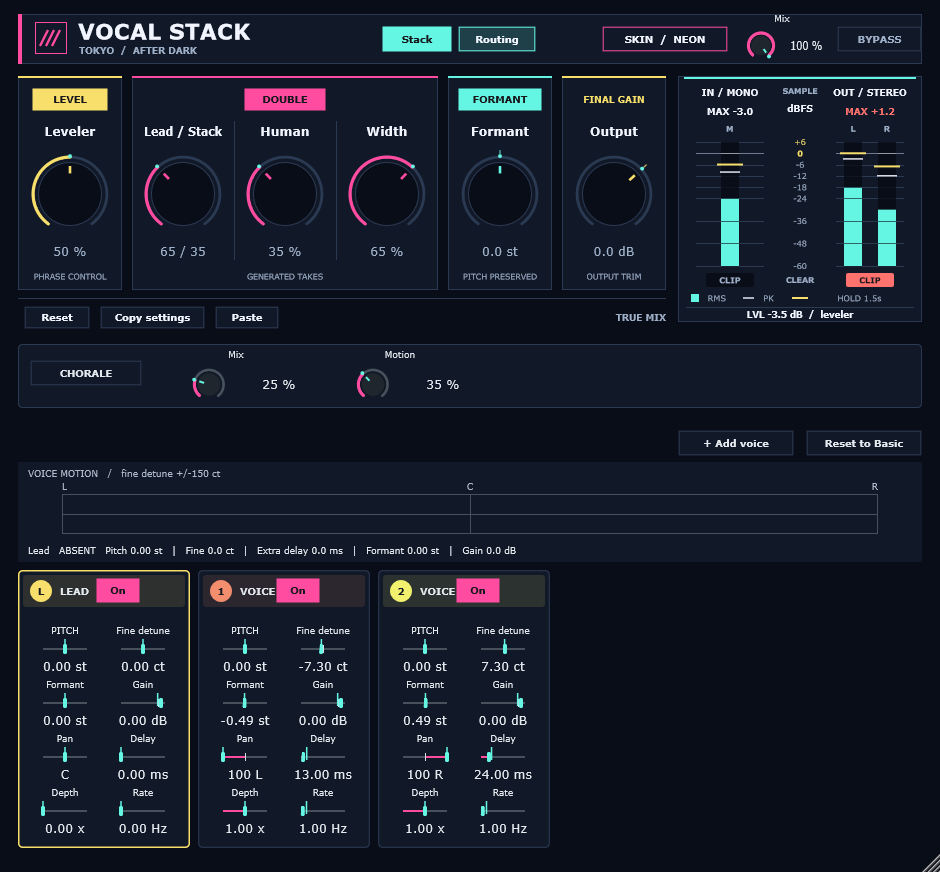 VOCAL STACK
TOKYO / AFTER DARK
Stack
Routing
SKIN / NEON
Mix
100 %
BYPASS
LEVEL
Leveler
50 %
PHRASE CONTROL
DOUBLE
Lead / Stack
Human
Width
65 / 35
35 %
65 %
GENERATED TAKES
FORMANT
Formant
0.0 st
PITCH PRESERVED
FINAL GAIN
Output
0.0 dB
OUTPUT TRIM
IN / MONO
SAMPLE
OUT / STEREO
MAX -3.0
dBFS
MAX +1.2
M
L
R
+6
0
-6
-12
-18
-24
-36
-48
-60
CLIP
CLEAR
CLIP
RMS
PK
HOLD 1.5s
LVL -3.5 dB / leveler
Reset
Copy settings
Paste
TRUE MIX
CHORALE
Mix
25 %
Motion
35 %
+ Add voice
Reset to Basic
VOICE MOTION / fine detune +/-150 ct
L
C
R
Lead ABSENT Pitch 0.00 st | Fine 0.0 ct | Extra delay 0.0 ms | Formant 0.00 st | Gain 0.0 dB
L LEAD On
PITCH Fine detune
0.00 st 0.00 ct
Formant Gain
0.00 st 0.00 dB
Pan Delay
C 0.00 ms
Depth Rate
0.00 x 0.00 Hz
1 VOICE On
PITCH Fine detune
0.00 st -7.30 ct
Formant Gain
-0.49 st 0.00 dB
Pan Delay
100 L 13.00 ms
Depth Rate
1.00 x 1.00 Hz
2 VOICE On
PITCH Fine detune
0.00 st 7.30 ct
Formant Gain
0.49 st 0.00 dB
Pan Delay
100 R 24.00 ms
Depth Rate
1.00 x 1.00 Hz